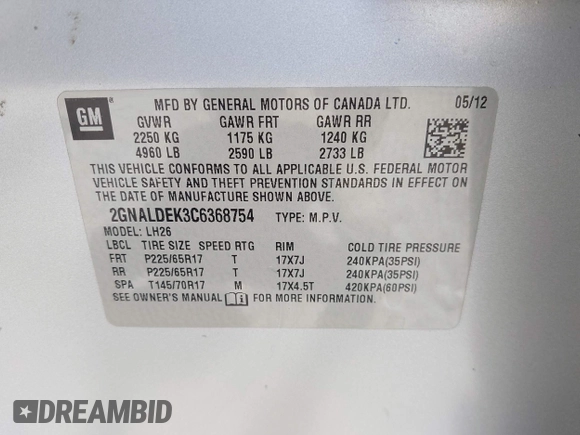 GM
MFD BY GENERAL MOTORS OF CANADA LTD. 05/12
GVWR GAWR FRT GAWR RR
2250 KG 1175 KG 1240 KG
4960 LB 2590 LB 2733 LB
THIS VEHICLE CONFORMS TO ALL APPLICABLE U.S. FEDERAL MOTOR
VEHICLE SAFETY AND THEFT PREVENTION STANDARDS IN EFFECT ON
THE DATE OF MANUFACTURE SHOWN ABOVE.
2GNALDEK3C6368754 TYPE: M.P.V.
MODEL: LH26
LBCL TIRE SIZE SPEED RTG RIM COLD TIRE PRESSURE
FRT P225/65R17 T 17X7J 240KPA(35PSI)
RR P225/65R17 T 17X7J 240KPA(35PSI)
SPA T145/70R17 M 17X4.5T 420KPA(60PSI)
SEE OWNER'S MANUAL FOR MORE INFORMATION.
DREAMBID